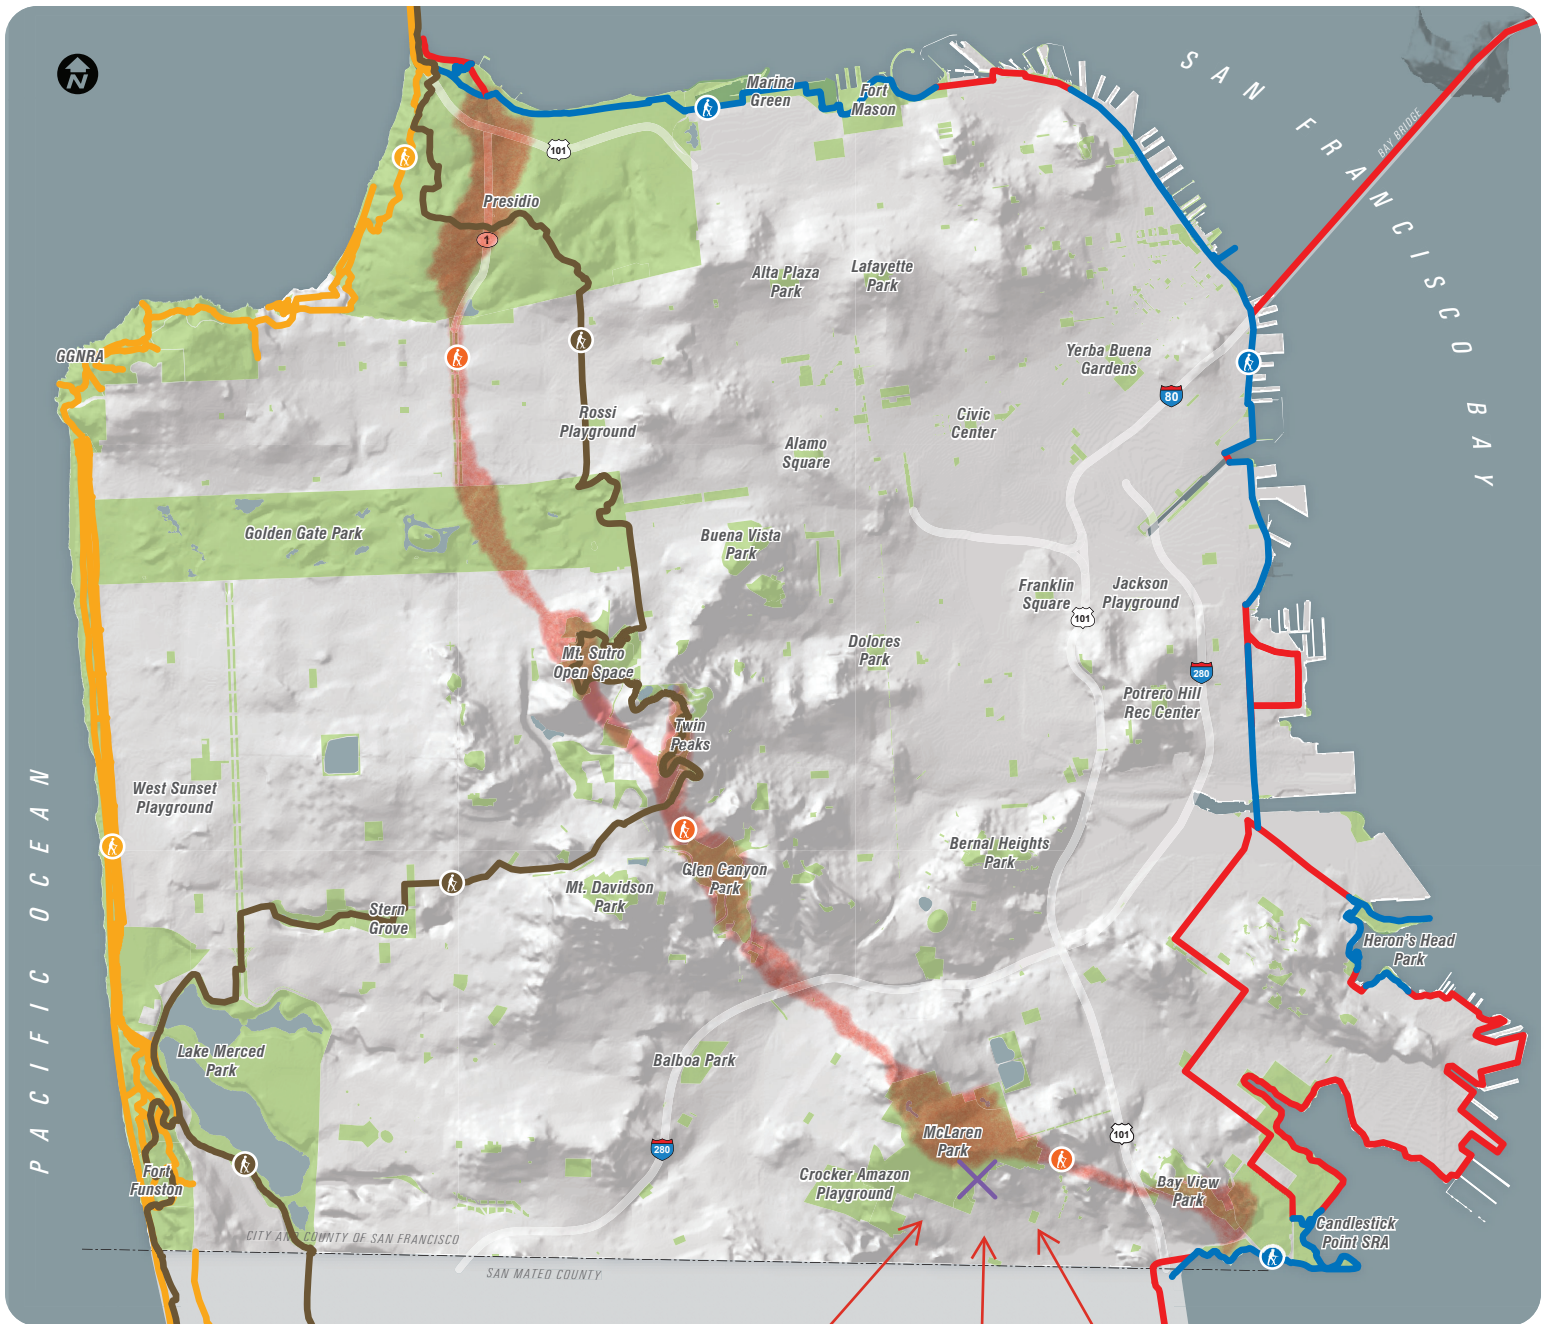 N
SAN FRANCISCO BAY
BAY BRIDGE
Marina
Green
Fort
Mason
101
Presidio
1
Alta Plaza
Park
Lafayette
Park
GGNRA
Yerba Buena
Gardens
80
Rossi
Playground
Civic
Center
Alamo
Square
Golden Gate Park
Buena Vista
Park
Franklin
Square
Jackson
Playground
101
Mt. Sutro
Open Space
Dolores
Park
280
Potrero Hill
Rec Center
Twin
Peaks
PACIFIC OCEAN
West Sunset
Playground
Bernal Heights
Park
Glen Canyon
Park
Mt. Davidson
Park
Stern
Grove
Heron's Head
Park
Lake Merced
Park
Balboa Park
McLaren
Park
101
280
Fort
Funston
Crocker Amazon
Playground
Bay View
Park
Candlestick
Point SRA
CITY AND COUNTY OF SAN FRANCISCO
SAN MATEO COUNTY